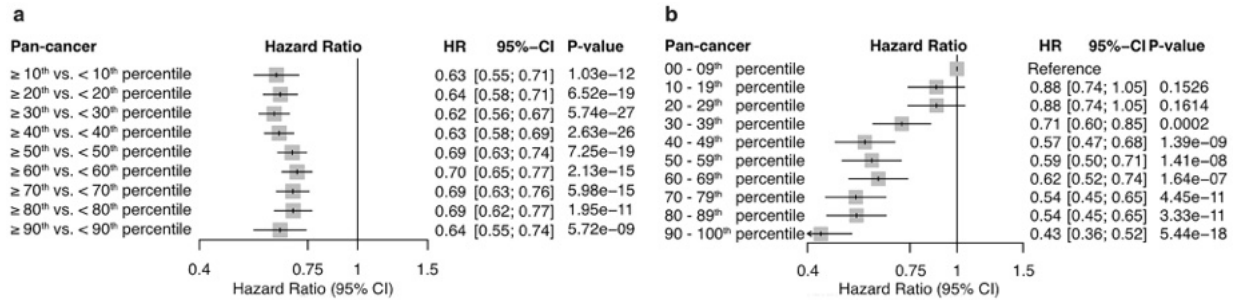 a
Pan-cancer Hazard Ratio HR 95%−CI P-value
≥ 10th vs. < 10th percentile 0.63 [0.55; 0.71] 1.03e−12
≥ 20th vs. < 20th percentile 0.64 [0.58; 0.71] 6.52e−19
≥ 30th vs. < 30th percentile 0.62 [0.56; 0.67] 5.74e−27
≥ 40th vs. < 40th percentile 0.63 [0.58; 0.69] 2.63e−26
≥ 50th vs. < 50th percentile 0.69 [0.63; 0.74] 7.25e−19
≥ 60th vs. < 60th percentile 0.70 [0.65; 0.77] 2.13e−15
≥ 70th vs. < 70th percentile 0.69 [0.63; 0.76] 5.98e−15
≥ 80th vs. < 80th percentile 0.69 [0.62; 0.77] 1.95e−11
≥ 90th vs. < 90th percentile 0.64 [0.55; 0.74] 5.72e−09
0.4 0.75 1 1.5
Hazard Ratio (95% CI)
b
Pan-cancer Hazard Ratio HR 95%−CI P-value
00 - 09th percentile Reference
10 - 19th percentile 0.88 [0.74; 1.05] 0.1526
20 - 29th percentile 0.88 [0.74; 1.05] 0.1614
30 - 39th percentile 0.71 [0.60; 0.85] 0.0002
40 - 49th percentile 0.57 [0.47; 0.68] 1.39e−09
50 - 59th percentile 0.59 [0.50; 0.71] 1.41e−08
60 - 69th percentile 0.62 [0.52; 0.74] 1.64e−07
70 - 79th percentile 0.54 [0.45; 0.65] 4.45e−11
80 - 89th percentile 0.54 [0.45; 0.65] 3.33e−11
90 - 100th percentile 0.43 [0.36; 0.52] 5.44e−18
0.4 0.75 1 1.5
Hazard Ratio (95% CI)